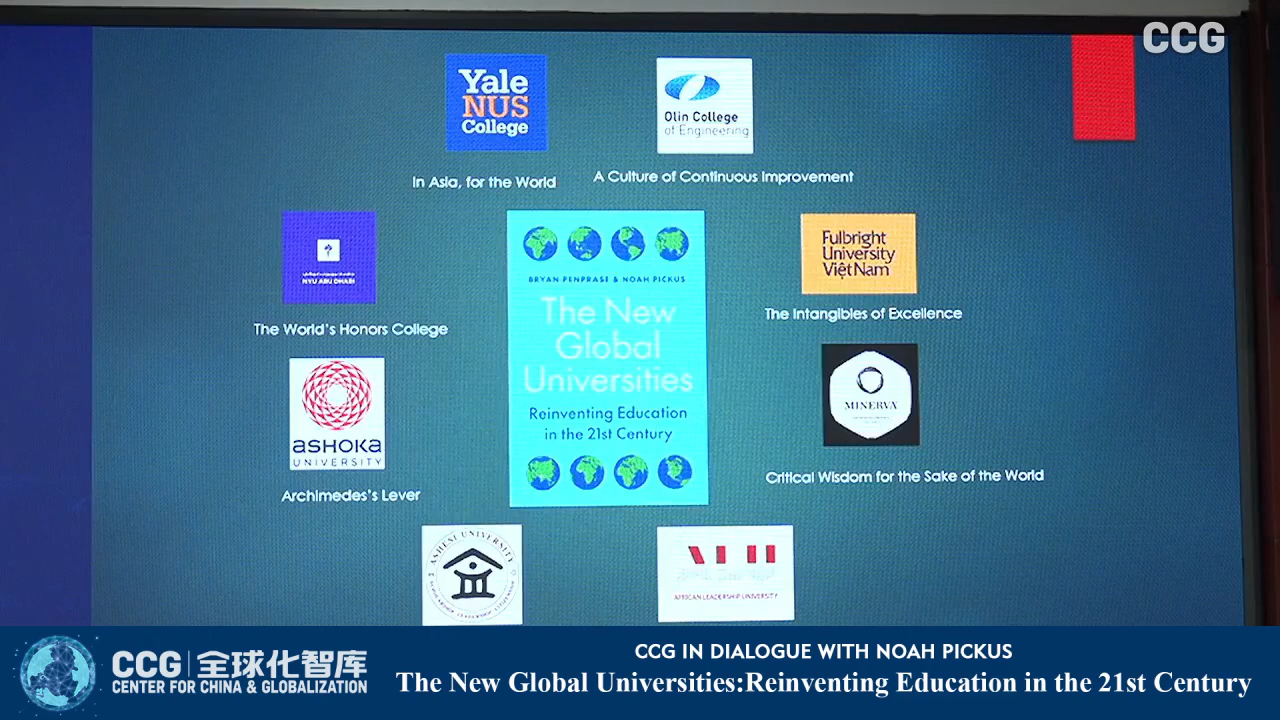 CCG
Yale
NUS
College
Olin College
of Engineering
In Asia, for the World
A Culture of Continuous Improvement
NYU ABU DHABI
The World's Honors College
BRYAN PENPRASE & NOAH PICKUS
The New
Global
Universities
Reinventing Education
in the 21st Century
Fulbright
University
ViệtNam
The Intangibles of Excellence
ASHOKA
UNIVERSITY
Archimedes's Lever
MINERVA
Critical Wisdom for the Sake of the World
ASHESI UNIVERSITY
SCHOLARSHIP LEADERSHIP CITIZENSHIP
AFRICAN LEADERSHIP UNIVERSITY
CCG 全球化智库
CENTER FOR CHINA & GLOBALIZATION
CCG IN DIALOGUE WITH NOAH PICKUS
The New Global Universities:Reinventing Education in the 21st Century